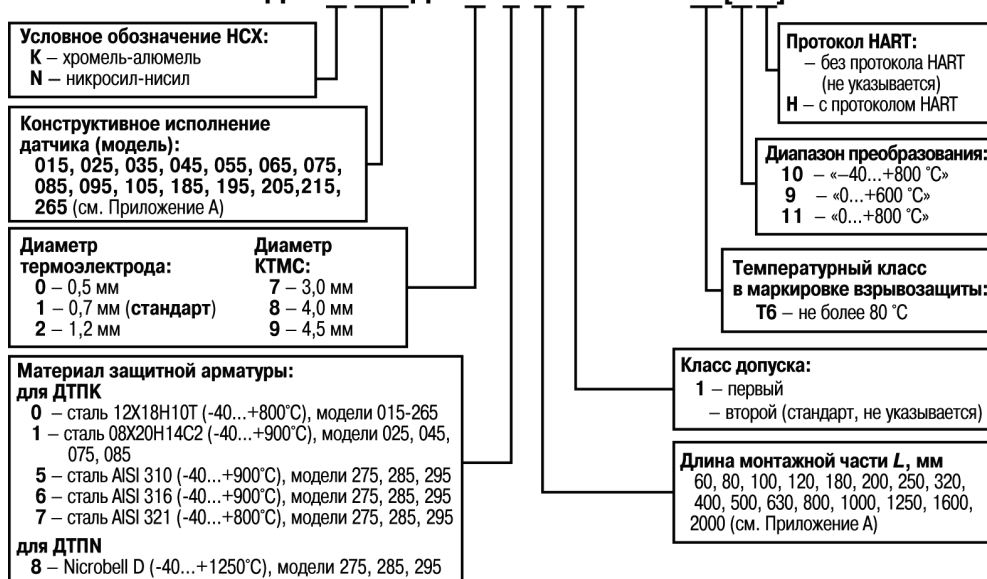 Условное обозначение НСХ:
K – хромель-алюмель
N – никросил-нисил
Конструктивное исполнение
датчика (модель):
015, 025, 035, 045, 055, 065, 075,
085, 095, 105, 185, 195, 205,215,
265 (см. Приложение А)
Диаметр
термоэлектрода:
0 – 0,5 мм
1 – 0,7 мм (стандарт)
2 – 1,2 мм
Диаметр
КТМС:
7 – 3,0 мм
8 – 4,0 мм
9 – 4,5 мм
Материал защитной арматуры:
для ДТПК
0 – сталь 12Х18Н10Т (-40...+800°С), модели 015-265
1 – сталь 08Х20Н14С2 (-40...+900°С), модели 025, 045,
075, 085
5 – сталь AISI 310 (-40...+900°С), модели 275, 285, 295
6 – сталь AISI 316 (-40...+900°С), модели 275, 285, 295
7 – сталь AISI 321 (-40...+800°С), модели 275, 285, 295
для ДТПN
8 – Nicrobell D (-40...+1250°С), модели 275, 285, 295
Протокол HART:
– без протокола HART
(не указывается)
H – с протоколом HART
Диапазон преобразования:
10 – «–40...+800 °С»
9 – «0...+600 °С»
11 – «0...+800 °С»
Температурный класс
в маркировке взрывозащиты:
Т6 – не более 80 °С
Класс допуска:
1 – первый
– второй (стандарт, не указывается)
Длина монтажной части L, мм
60, 80, 100, 120, 180, 200, 250, 320,
400, 500, 630, 800, 1000, 1250, 1600,
2000 (см. Приложение А)